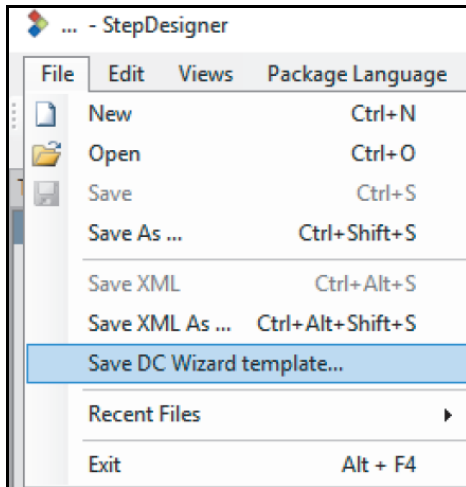 ... - StepDesigner
File Edit Views Package Language
New Ctrl+N
Open Ctrl+O
Save Ctrl+S
Save As ... Ctrl+Shift+S
Save XML Ctrl+Alt+S
Save XML As ... Ctrl+Alt+Shift+S
Save DC Wizard template...
Recent Files
Exit Alt + F4